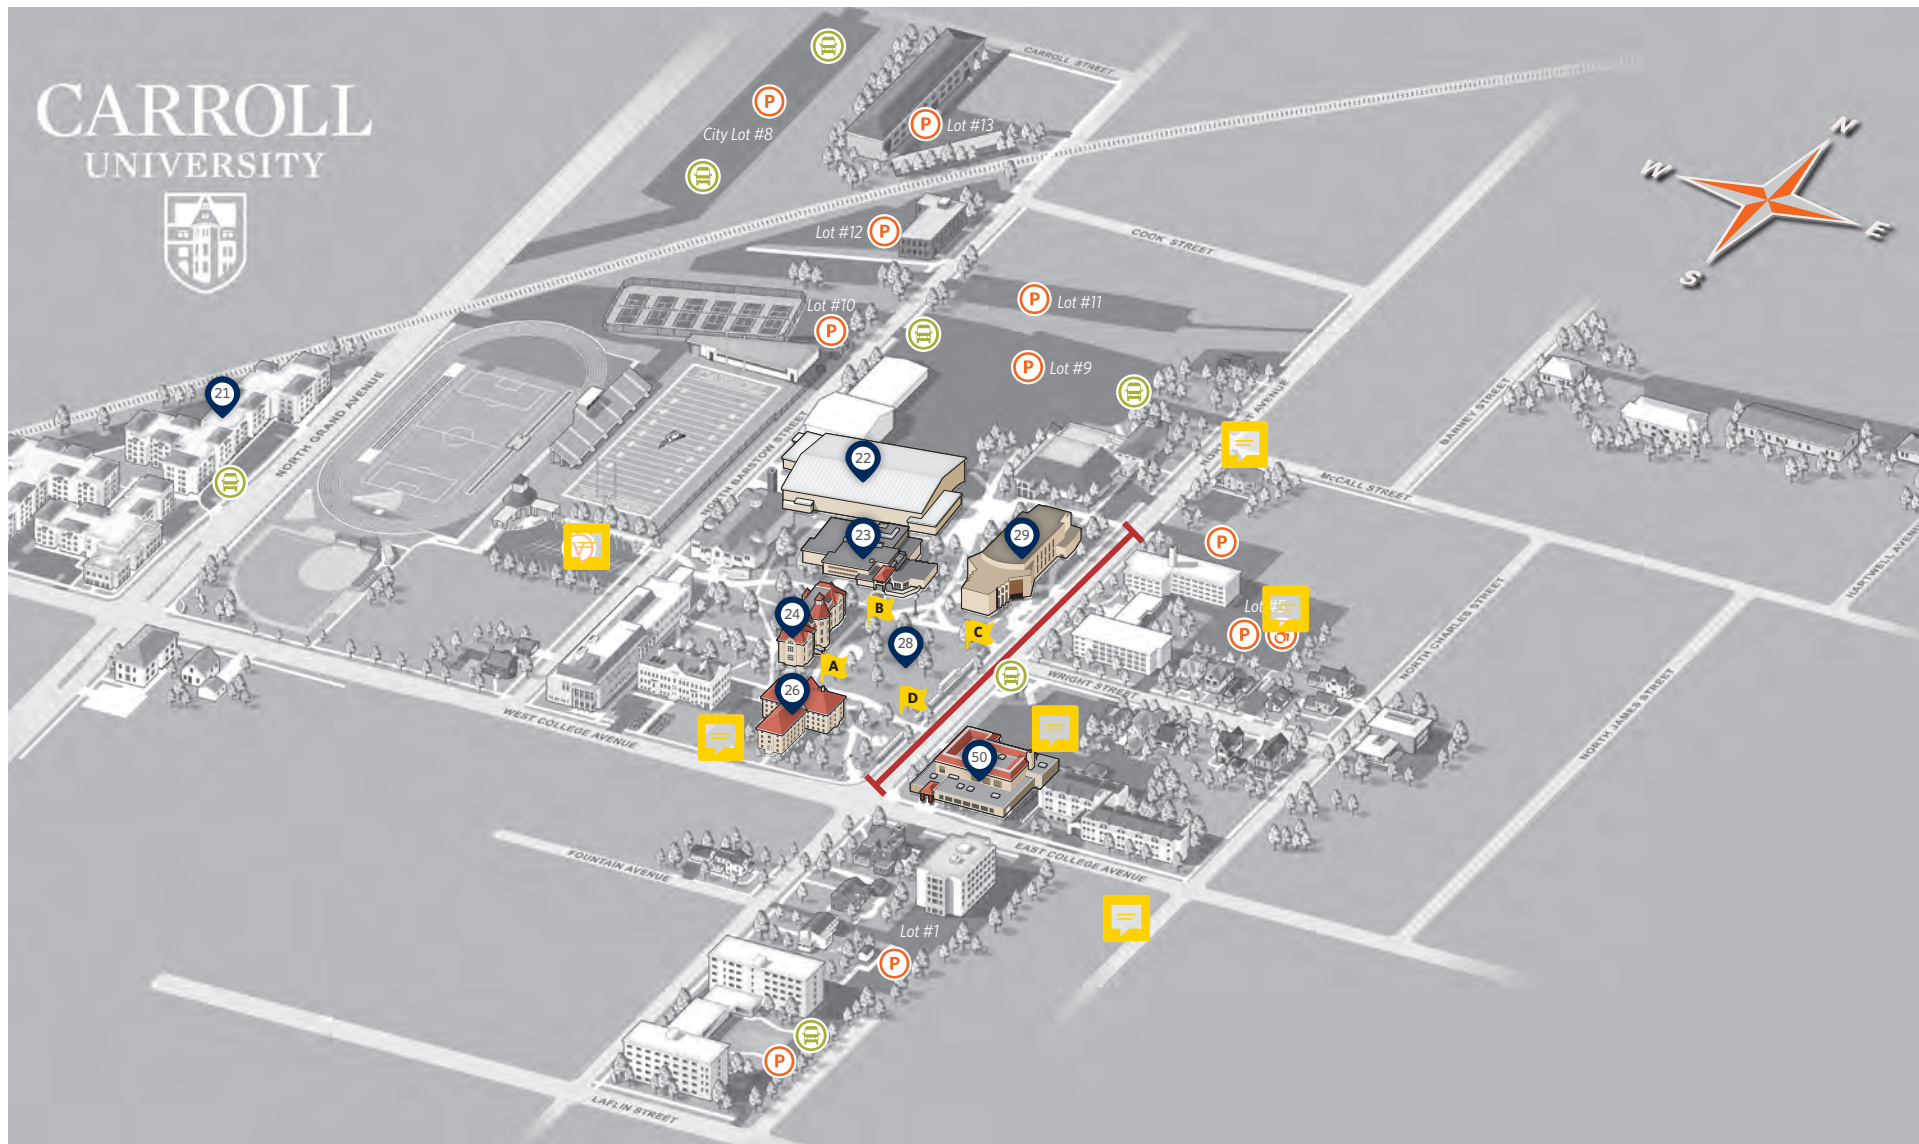 CARROLL
UNIVERSITY
CARROLL STREET
P
City Lot #8
P Lot #13
N
W
E
S
Lot #12 P
COOK STREET
Lot #10
P
P Lot #11
P Lot #9
21
NORTH GRAND AVENUE
NORTH BARSTOW STREET
AVENUE
BARNEY STREET
22
McCALL STREET
23
29
P
HARTWELL AVENUE
24
B
C
28
Lot #5
P
A
26
D
WRIGHT STREET
NORTH CHARLES STREET
NORTH JAMES STREET
WEST COLLEGE AVENUE
50
EAST COLLEGE AVENUE
FOUNTAIN AVENUE
Lot #1
P
P
LAFLIN STREET